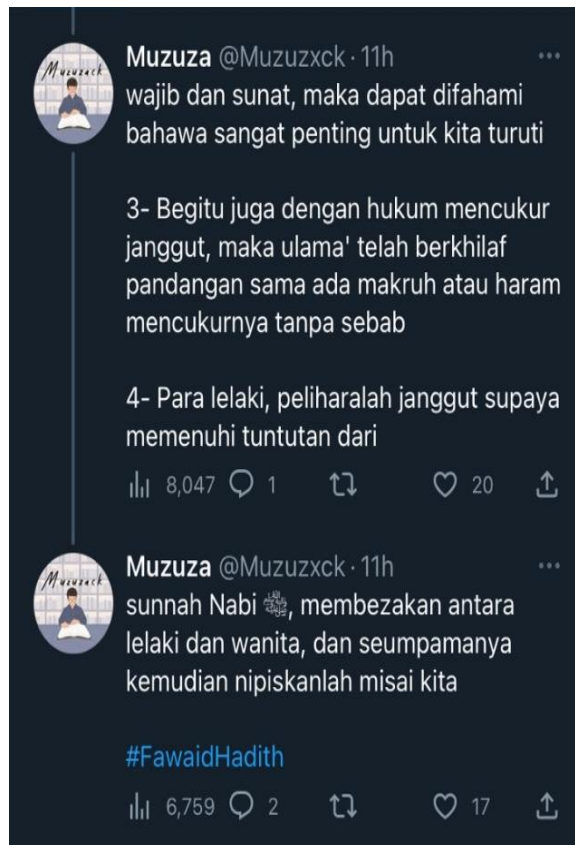 Muzuzack
Muzuza @Muzuzxck · 11h
wajib dan sunat, maka dapat difahami
bahawa sangat penting untuk kita turuti
3- Begitu juga dengan hukum mencukur
janggut, maka ulama' telah berkhilaf
pandangan sama ada makruh atau haram
mencukurnya tanpa sebab
4- Para lelaki, peliharalah janggut supaya
memenuhi tuntutan dari
8,047 1 20
Muzuzack
Muzuza @Muzuzxck · 11h
sunnah Nabi ﷺ, membezakan antara
lelaki dan wanita, dan seumpamanya
kemudian nipiskanlah misai kita
#FawaidHadith
6,759 2 17